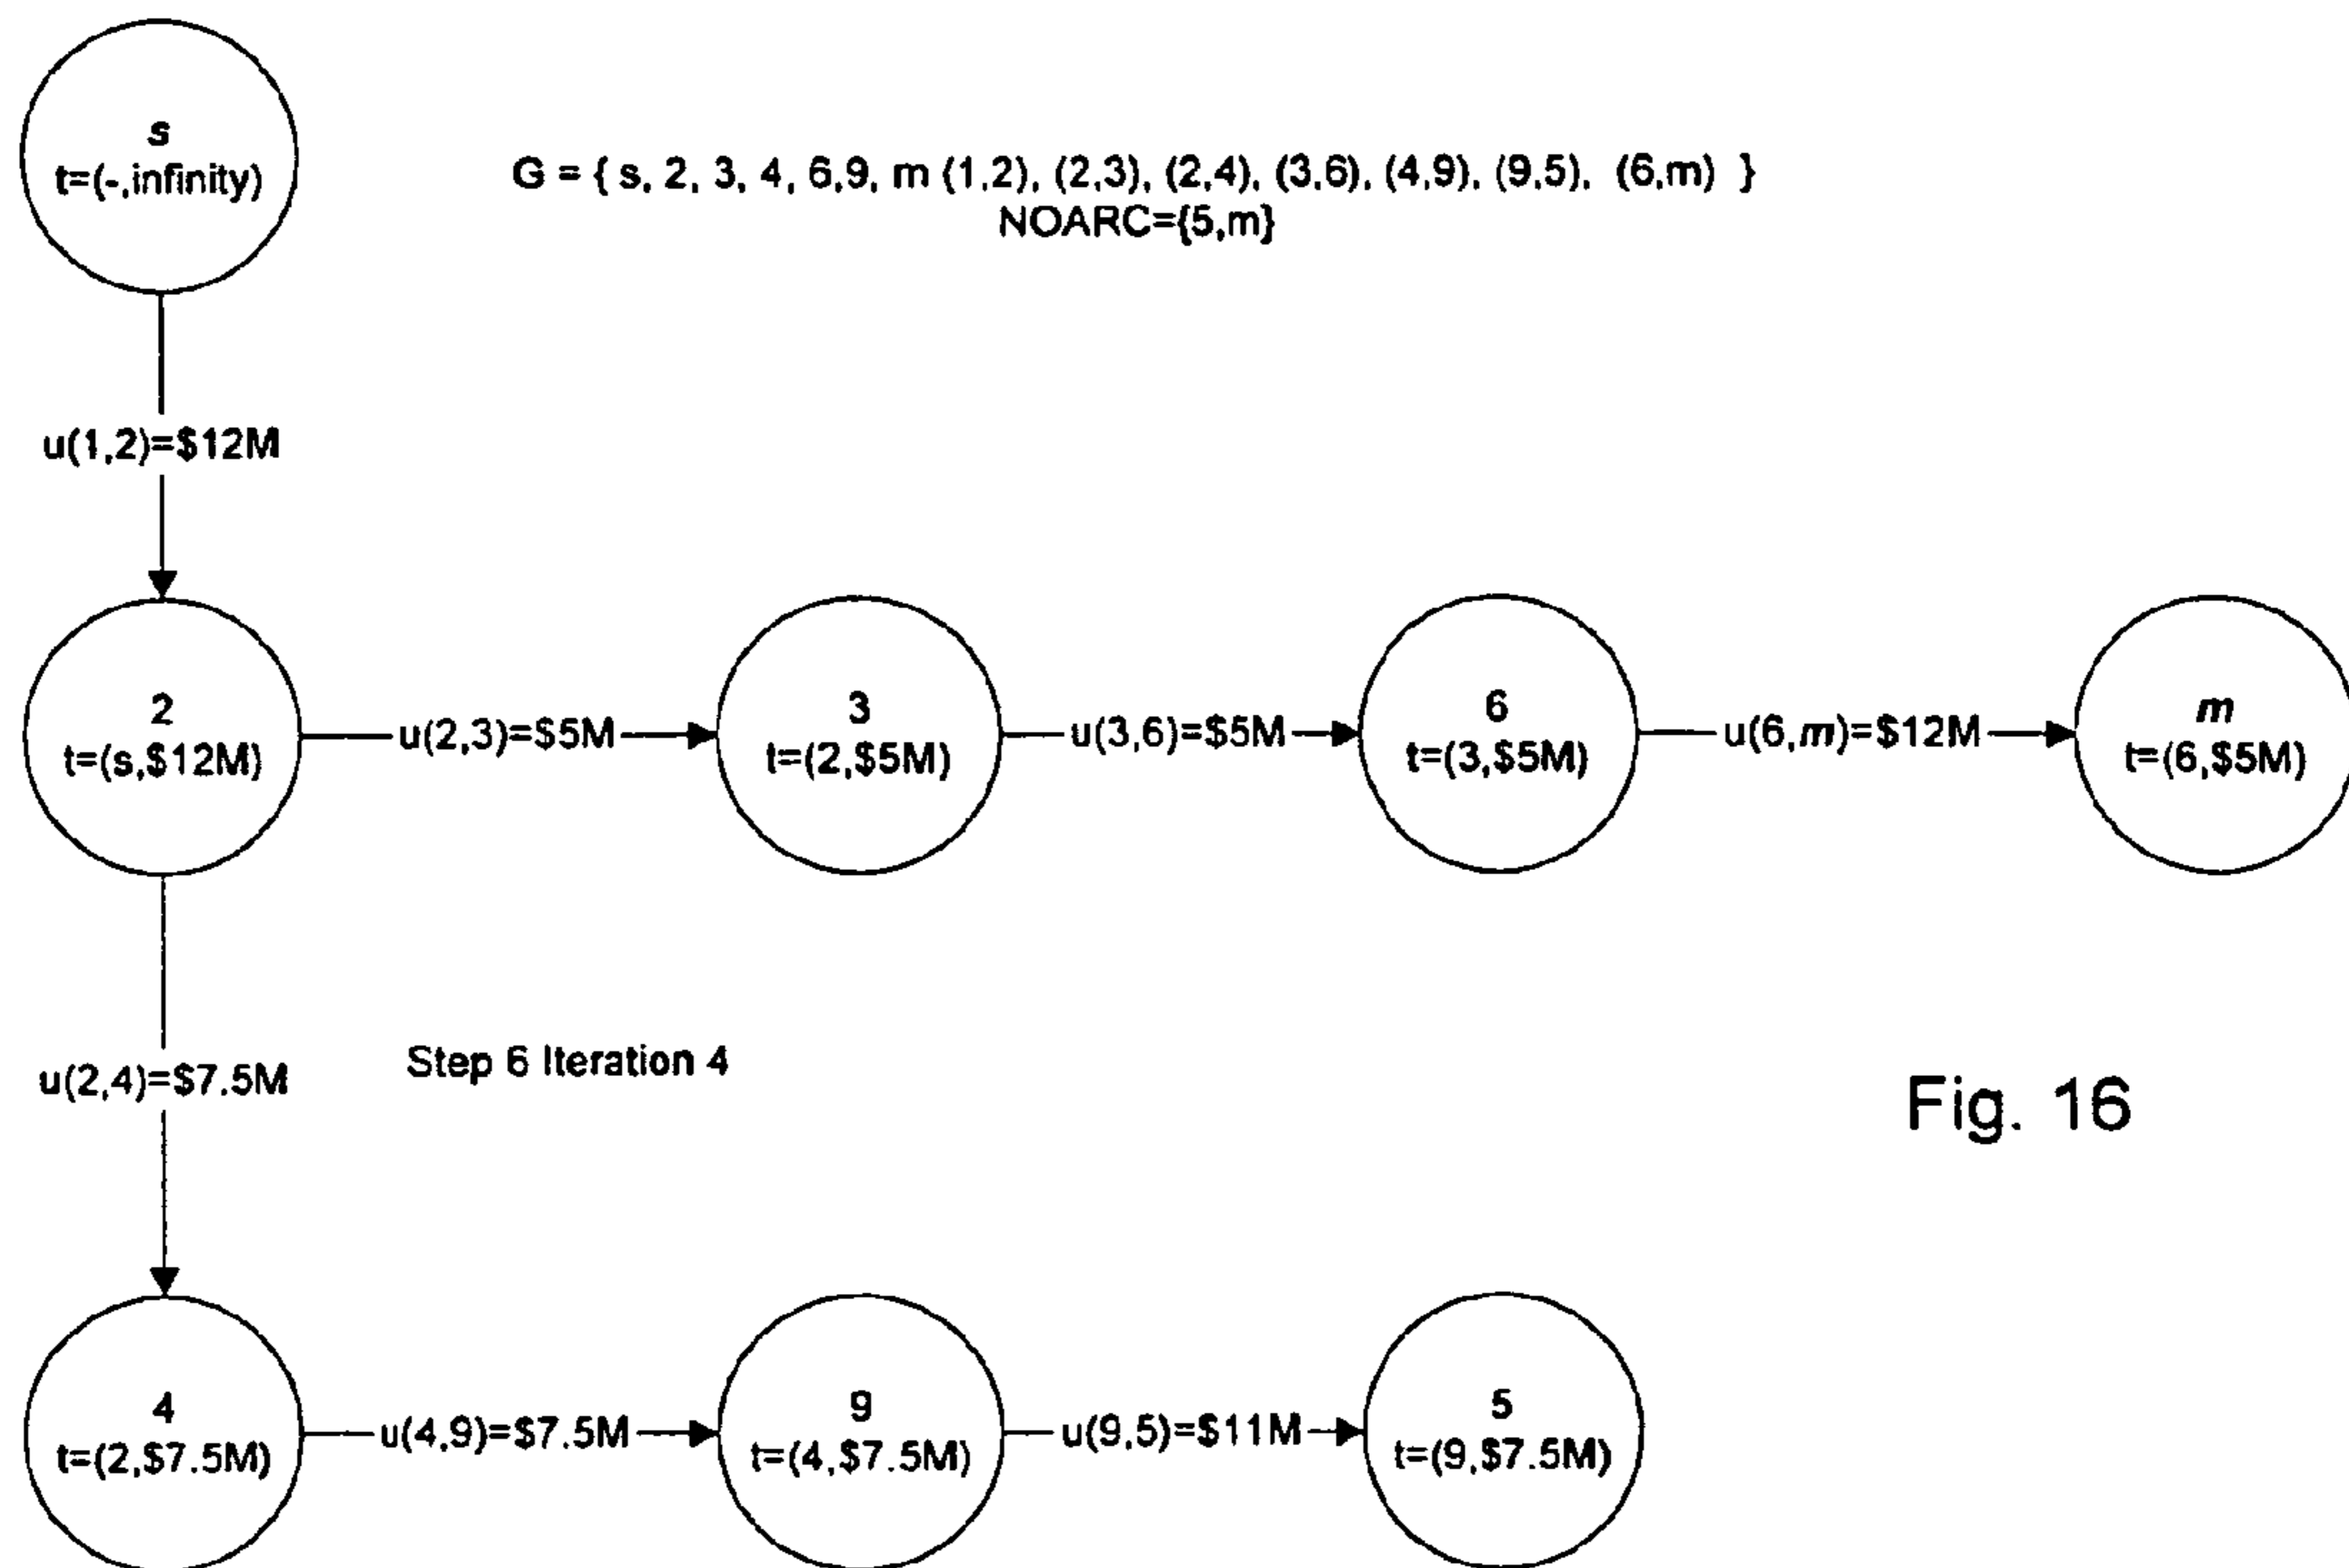 s
t=(-,infinity)
G = { s, 2, 3, 4, 6,9, m (1,2), (2,3), (2,4), (3,6), (4,9), (9,5), (6,m) }
NOARC={5,m}
u(1,2)=$12M
2
t=(s,$12M)
u(2,3)=$5M
3
t=(2,$5M)
u(3,6)=$5M
6
t=(3,$5M)
u(6,m)=$12M
m
t=(6,$5M)
u(2,4)=$7.5M
Step 6 Iteration 4
Fig. 16
4
t=(2,$7.5M)
u(4,9)=$7.5M
9
t=(4,$7.5M)
u(9,5)=$11M
5
t=(9,$7.5M)